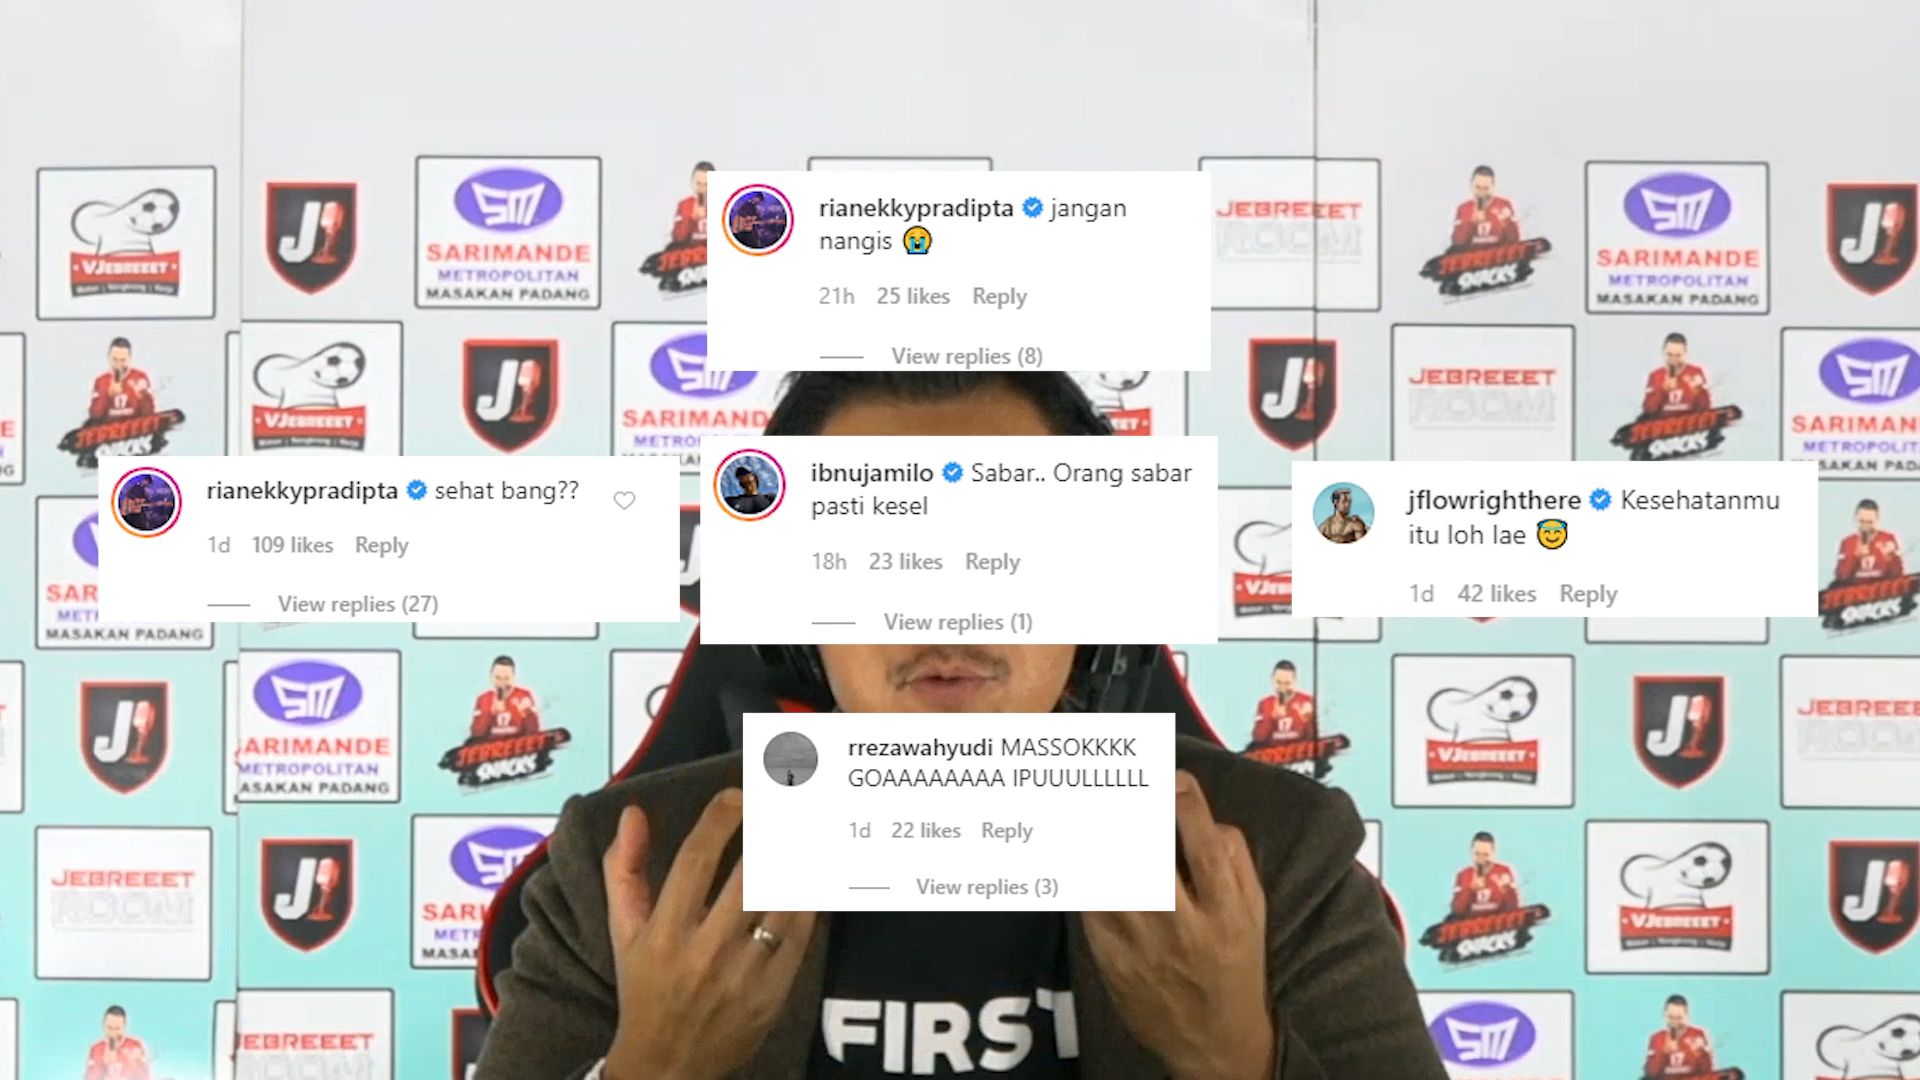 rianekkypradipta jangan
nangis 😭
21h 25 likes Reply
View replies (8)
rianekkypradipta sehat bang??
1d 109 likes Reply
View replies (27)
ibnujamilo Sabar.. Orang sabar
pasti kesel
18h 23 likes Reply
View replies (1)
jflowrighthere Kesehatanmu
itu loh lae 😇
1d 42 likes Reply
rrezawahyudi MASSOKKKK
GOAAAAAAAA IPUUULLLLLL
1d 22 likes Reply
View replies (3)
VJEBREEET
J
SM
SARIMANDE
METROPOLITAN
MASAKAN PADANG
JEBREEET
ROOM
JEBREEET
SNACKS
17
FIRST